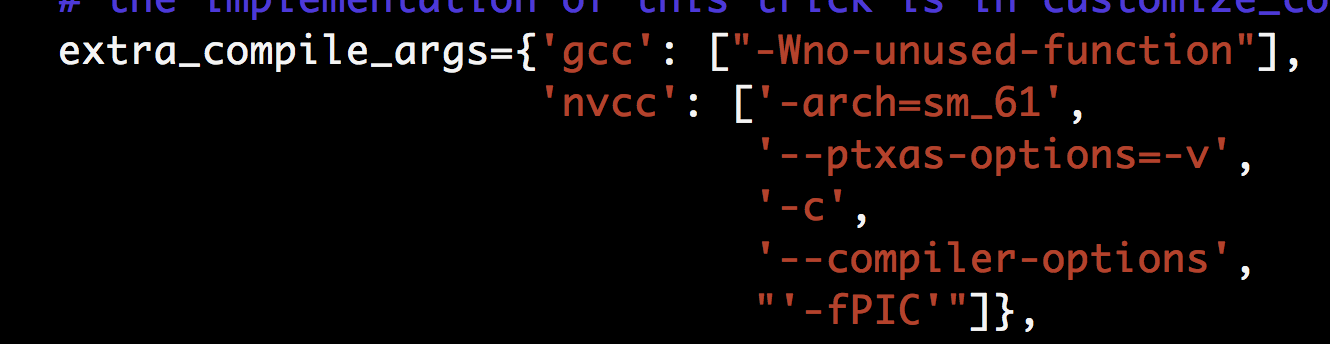 # the implementation of this trick is in customize_co
extra_compile_args={'gcc': ["-Wno-unused-function"],
'nvcc': ['-arch=sm_61',
'--ptxas-options=-v',
'-c',
'--compiler-options',
"'-fPIC'"]},